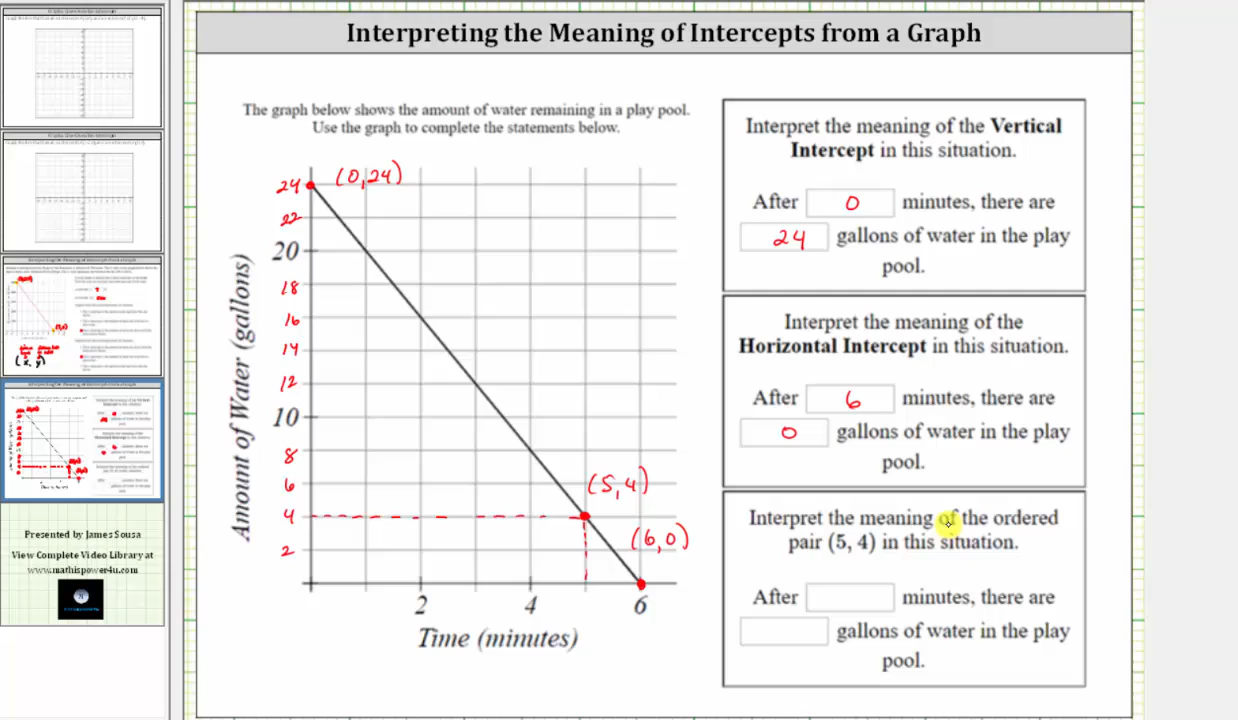 Interpreting the Meaning of Intercepts from a Graph
The graph below shows the amount of water remaining in a play pool.
Use the graph to complete the statements below.
Amount of Water (gallons)
24
(0,24)
22
20
18
16
14
12
10
8
6
(5,4)
4
(6,0)
2
2
4
6
Time (minutes)
Interpret the meaning of the Vertical
Intercept in this situation.
After 0 minutes, there are
24 gallons of water in the play
pool.
Interpret the meaning of the
Horizontal Intercept in this situation.
After 6 minutes, there are
0 gallons of water in the play
pool.
Interpret the meaning of the ordered
pair (5, 4) in this situation.
After minutes, there are
gallons of water in the play
pool.
Presented by James Sousa
View Complete Video Library at
www.mathispower4u.com